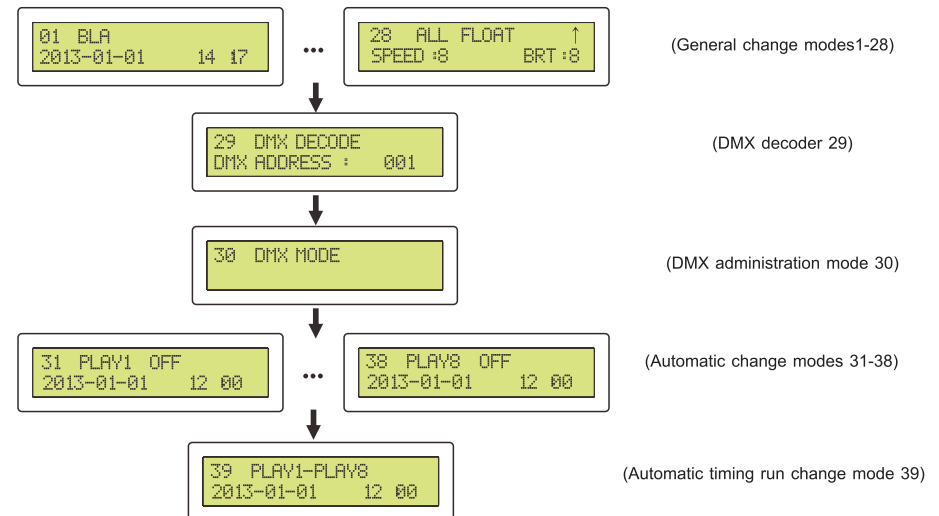 01 BLA
2013-01-01 14 17
...
28 ALL FLOAT ↑
SPEED :8 BRT :8
(General change modes1-28)
29 DMX DECODE
DMX ADDRESS : 001
(DMX decoder 29)
30 DMX MODE
(DMX administration mode 30)
31 PLAY1 OFF
2013-01-01 12 00
...
38 PLAY8 OFF
2013-01-01 12 00
(Automatic change modes 31-38)
39 PLAY1-PLAY8
2013-01-01 12 00
(Automatic timing run change mode 39)